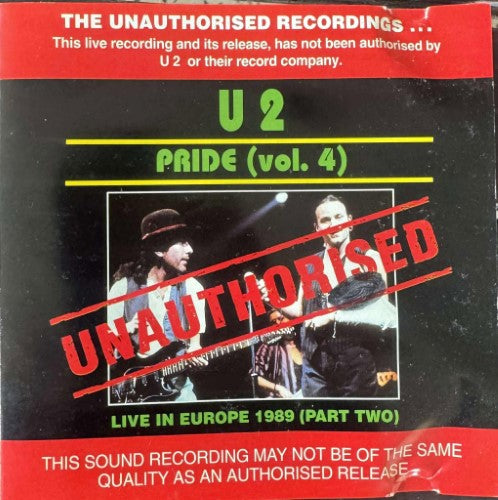 THE UNAUTHORISED RECORDINGS ...
This live recording and its release, has not been authorised by
U 2 or their record company.
U 2
PRIDE (vol. 4)
UNAUTHORISED
LIVE IN EUROPE 1989 (PART TWO)
THIS SOUND RECORDING MAY NOT BE OF THE SAME
QUALITY AS AN AUTHORISED RELEASE.